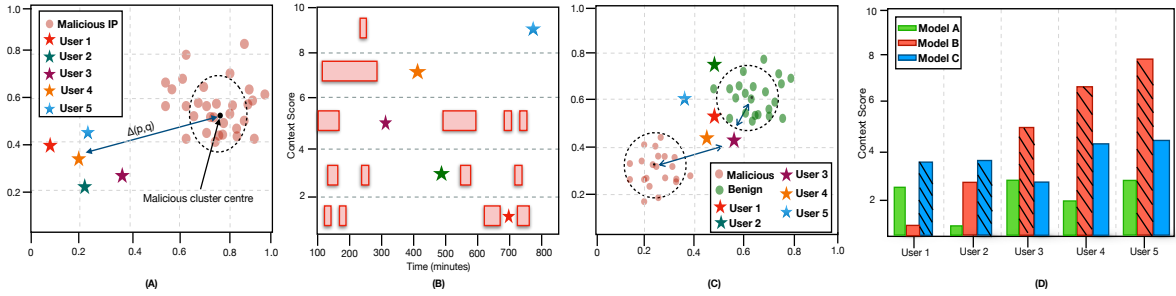 1.0
0.8
0.6
0.4
0.2
Malicious IP
User 1
User 2
User 3
User 4
User 5
Δ(p,q)
Malicious cluster centre
0.2 0.4 0.6 0.8 1.0
(A)
Context Score
10
8
6
4
2
100 200 300 400 500 600 700 800
Time (minutes)
(B)
1.0
0.8
0.6
0.4
0.2
Malicious
Benign
User 1
User 2
User 3
User 4
User 5
0.2 0.4 0.6 0.8 1.0
(C)
Context Score
10
8
4
2
Model A
Model B
Model C
User 1 User 2 User 3 User 4 User 5
(D)